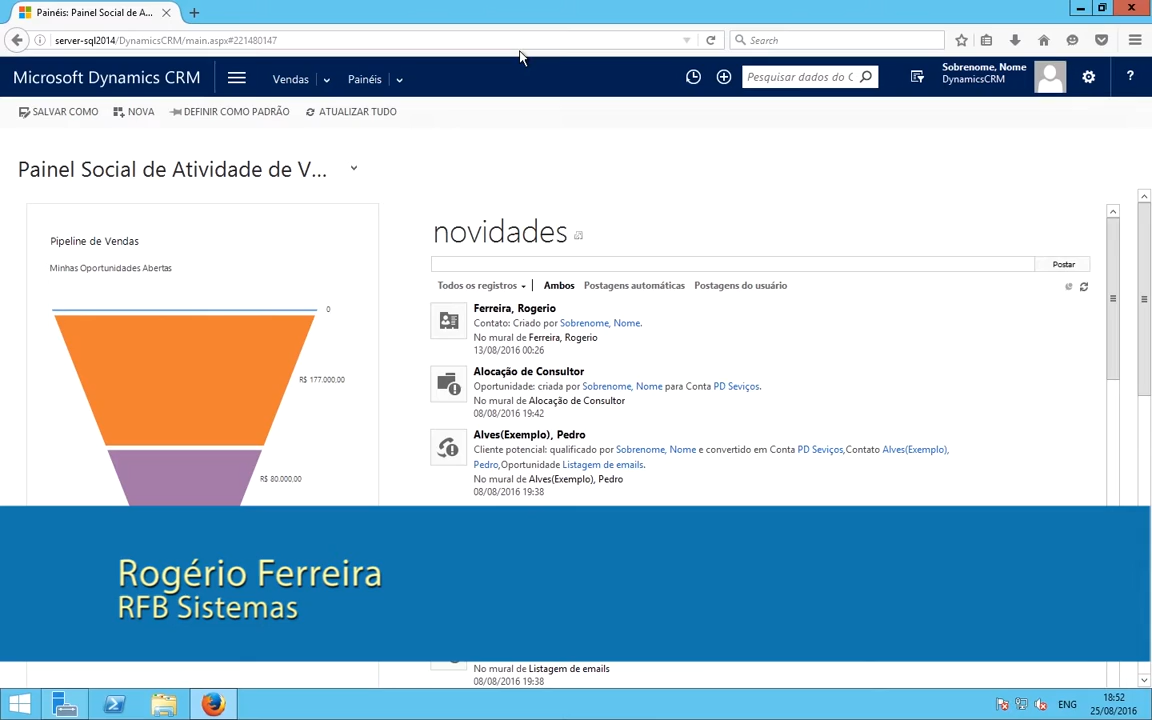 Painéis: Painel Social de A...
server-sql2014/DynamicsCRM/main.aspx#221480147
Search
Microsoft Dynamics CRM
Vendas
Painéis
Pesquisar dados do C
Sobrenome, Nome
DynamicsCRM
?
SALVAR COMO
NOVA
DEFINIR COMO PADRÃO
ATUALIZAR TUDO
Painel Social de Atividade de V...
Pipeline de Vendas
Minhas Oportunidades Abertas
0
R$ 177.000,00
R$ 80.000,00
novidades
Postar
Todos os registros
Ambos
Postagens automáticas
Postagens do usuário
Ferreira, Rogerio
Contato: Criado por Sobrenome, Nome.
No mural de Ferreira, Rogerio
13/08/2016 00:26
Alocação de Consultor
Oportunidade: criada por Sobrenome, Nome para Conta PD Seviços.
No mural de Alocação de Consultor
08/08/2016 19:42
Alves(Exemplo), Pedro
Cliente potencial: qualificado por Sobrenome, Nome e convertido em Conta PD Seviços,Contato Alves(Exemplo),
Pedro,Oportunidade Listagem de emails.
No mural de Alves(Exemplo), Pedro
08/08/2016 19:38
Rogério Ferreira
RFB Sistemas
No mural de Listagem de emails
08/08/2016 19:38
ENG
18:52
25/08/2016